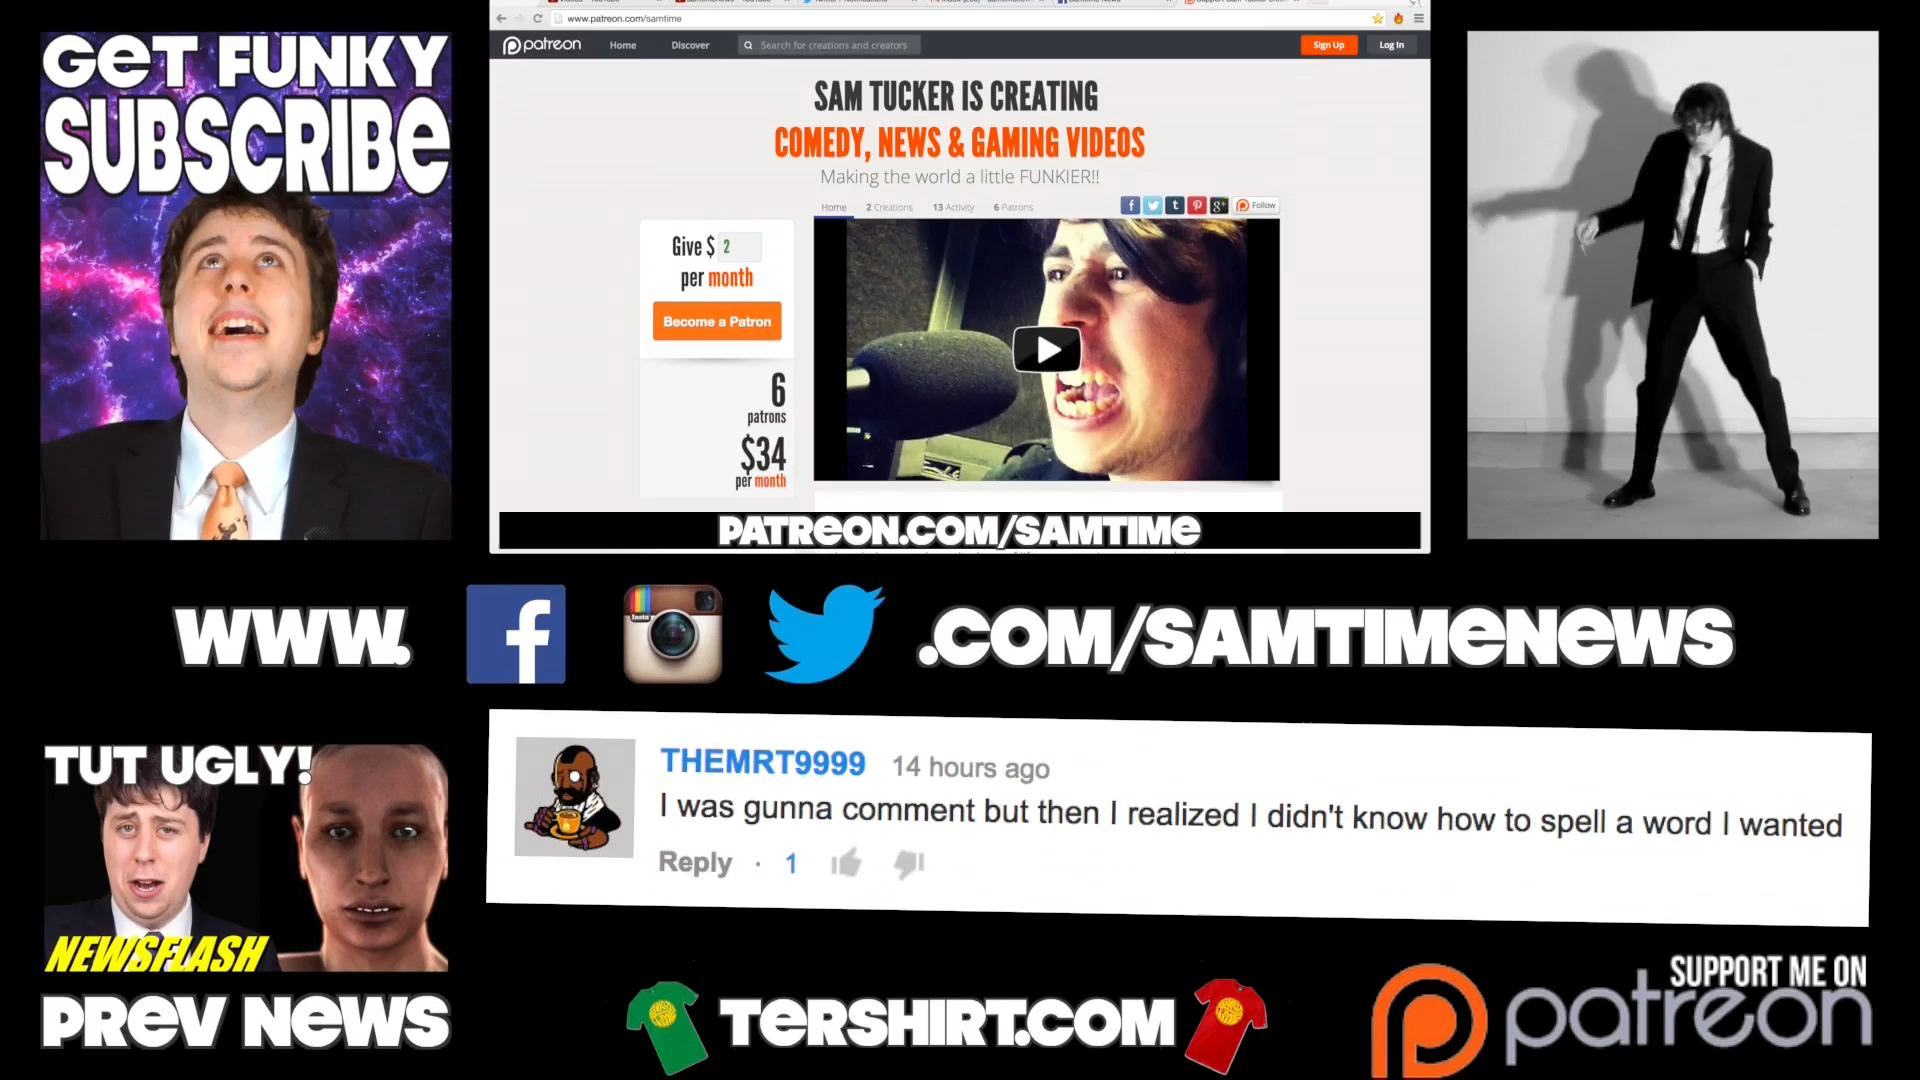 GET FUNKY
SUBSCRIBE
www.patreon.com/samtime
patreon
Home
Discover
Search for creations and creators
Sign Up
Log In
SAM TUCKER IS CREATING
COMEDY, NEWS & GAMING VIDEOS
Making the world a little FUNKIER!!
Home
2 Creations
13 Activity
6 Patrons
Follow
Give $ 2
per month
Become a Patron
6
patrons
$34
per month
PATREON.COM/SAMTIME
WWW.
Insta
.COM/SAMTIMENEWS
TUT UGLY!
NEWSFLASH
PREV NEWS
THEMRT9999 14 hours ago
I was gunna comment but then I realized I didn't know how to spell a word I wanted
Reply · 1
TERSHIRT.COM
SUPPORT ME ON
patreon